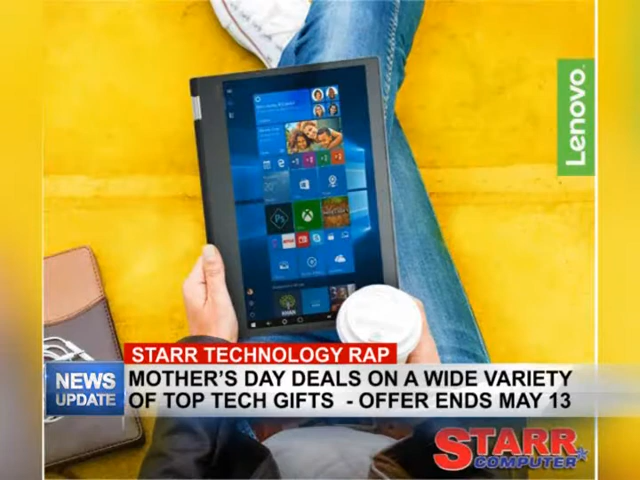 Lenovo
STARR TECHNOLOGY RAP
NEWS
UPDATE
MOTHER'S DAY DEALS ON A WIDE VARIETY
OF TOP TECH GIFTS - OFFER ENDS MAY 13
STARR
COMPUTER